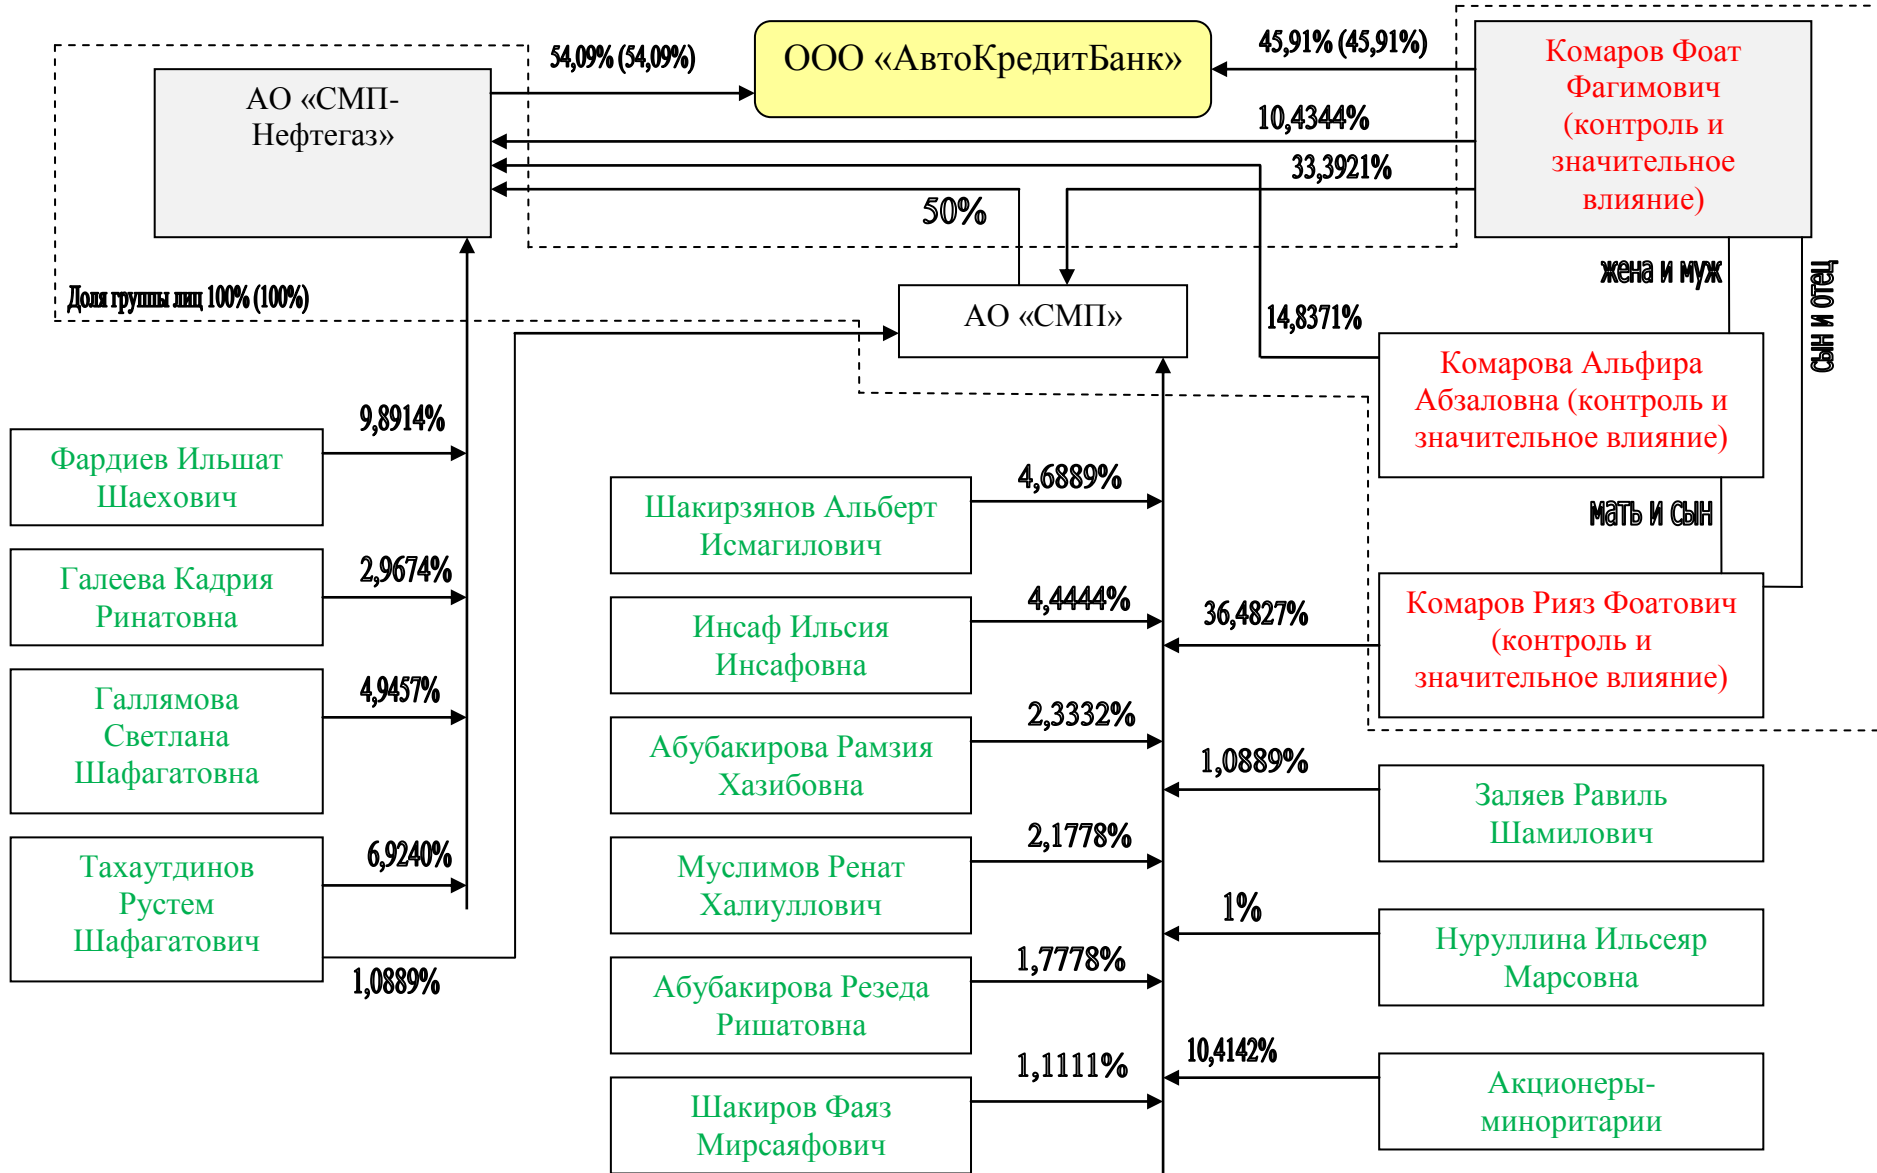 54,09% (54,09%)
ООО «АвтоКредитБанк»
45,91% (45,91%)
Комаров Фоат
Фагимович
(контроль и
значительное
влияние)
АО «СМП-
Нефтегаз»
10,4344%
33,3921%
50%
Доля группы лиц 100% (100%)
АО «СМП»
14,8371%
жена и муж
сын и отец
Комарова Альфира
Абзаловна (контроль и
значительное влияние)
мать и сын
Комаров Рияз Фоатович
(контроль и
значительное влияние)
36,4827%
9,8914%
Фардиев Ильшат
Шаехович
2,9674%
Галеева Кадрия
Ринатовна
4,9457%
Галлямова
Светлана
Шафагатовна
6,9240%
Тахаутдинов
Рустем
Шафагатович
1,0889%
4,6889%
Шакирзянов Альберт
Исмагилович
4,4444%
Инсаф Ильсия
Инсафовна
2,3332%
Абубакирова Рамзия
Хазибовна
2,1778%
Муслимов Ренат
Халиуллович
1,7778%
Абубакирова Резеда
Ришатовна
1,1111%
Шакиров Фаяз
Мирсаяфович
1,0889%
Заляев Равиль
Шамилович
1%
Нуруллина Ильсеяр
Марсовна
10,4142%
Акционеры-
миноритарии